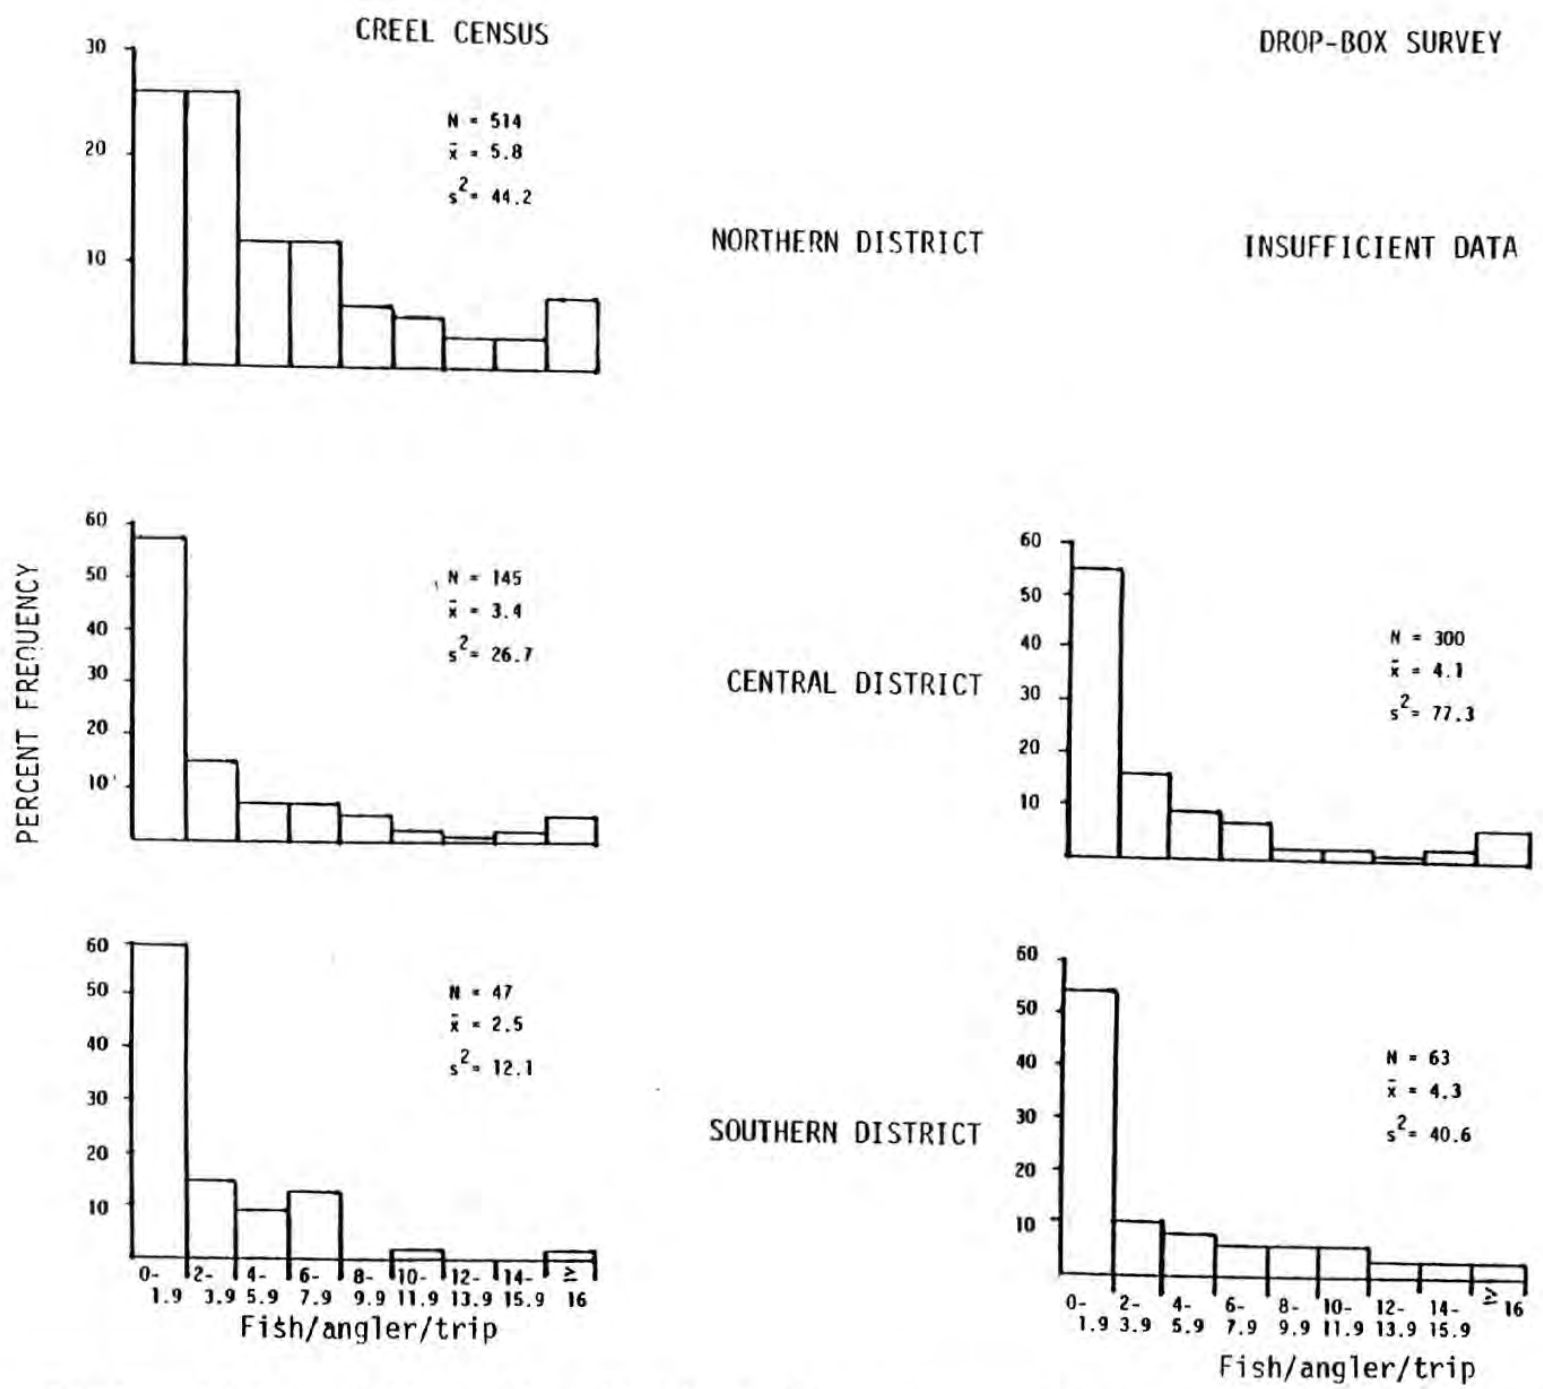 CREEL CENSUS
DROP-BOX SURVEY
30
20
10
N = 514
x̄ = 5.8
s² = 44.2
NORTHERN DISTRICT
INSUFFICIENT DATA
PERCENT FREQUENCY
60
50
40
30
20
10
N = 145
x̄ = 3.4
s² = 26.7
CENTRAL DISTRICT
60
50
40
30
20
10
N = 300
x̄ = 4.1
s² = 77.3
60
50
40
30
20
10
N = 47
x̄ = 2.5
s² = 12.1
SOUTHERN DISTRICT
60
50
40
30
20
10
N = 63
x̄ = 4.3
s² = 40.6
0- 2- 4- 6- 8- 10- 12- 14- ≥
1.9 3.9 5.9 7.9 9.9 11.9 13.9 15.9 16
Fish/angler/trip
0- 2- 4- 6- 8- 10- 12- 14- ≥ 16
1.9 3.9 5.9 7.9 9.9 11.9 13.9 15.9
Fish/angler/trip